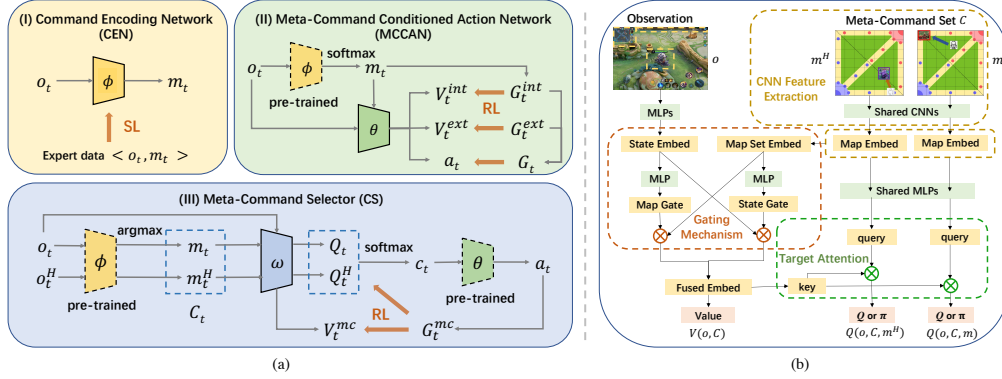 (I) Command Encoding Network
(CEN)
o_t
ϕ
m_t
SL
Expert data < o_t, m_t >
(II) Meta-Command Conditioned Action Network
(MCCAN)
softmax
o_t
ϕ
m_t
pre-trained
θ
V_t^{int}
RL
G_t^{int}
V_t^{ext}
G_t^{ext}
a_t
G_t
(III) Meta-Command Selector (CS)
argmax
o_t
m_t
Q_t
softmax
ϕ
ω
c_t
θ
a_t
o_t^H
m_t^H
Q_t^H
pre-trained
pre-trained
C_t
RL
V_t^{mc}
G_t^{mc}
(a)
Observation
o
Meta-Command Set C
m^H
m
CNN Feature
Extraction
MLPs
Shared CNNs
State Embed
Map Set Embed
Map Embed
Map Embed
MLP
MLP
Shared MLPs
Map Gate
State Gate
Gating
Mechanism
query
query
Target Attention
Fused Embed
key
Value
Q or π
Q or π
V(o, C)
Q(o, C, m^H)
Q(o, C, m)
(b)